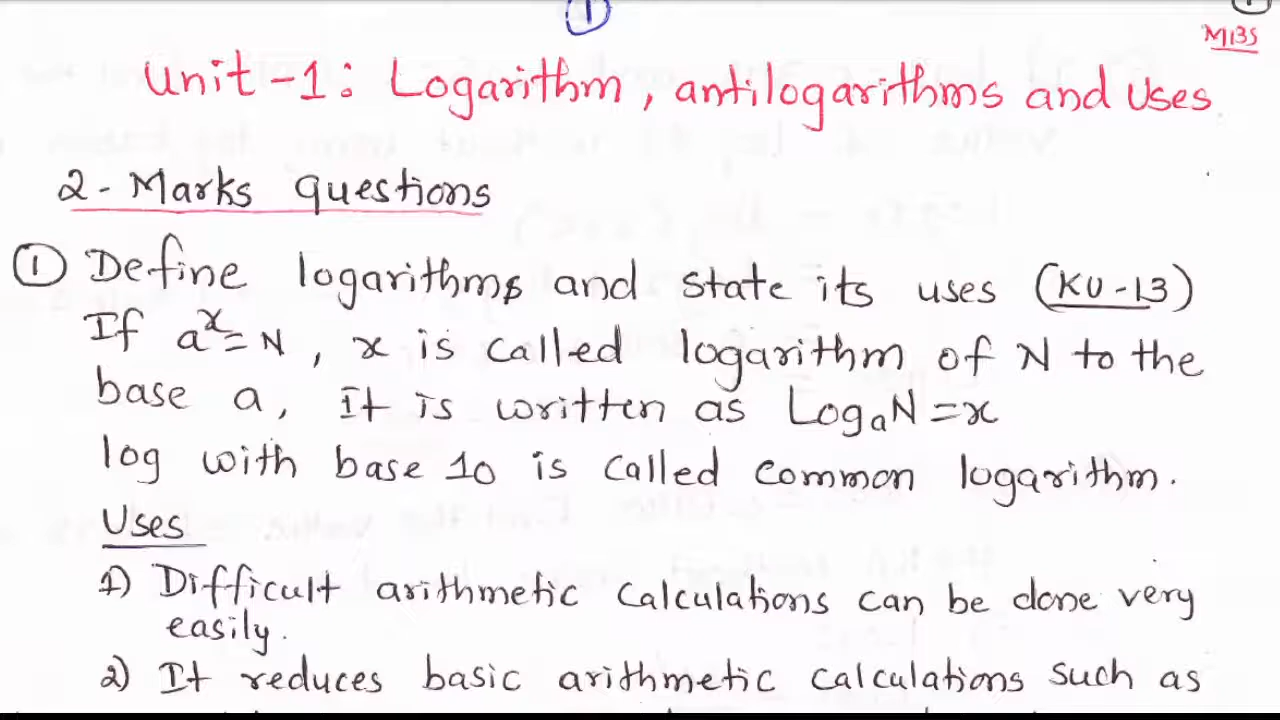 1
M13S
Unit-1: Logarithm, antilogarithms and Uses
2-Marks questions
① Define logarithms and state its uses (KU-13)
If aˣ=N, x is called logarithm of N to the
base a, It is written as LogₐN=x
log with base 10 is called common logarithm.
Uses
1) Difficult arithmetic calculations can be done very
easily.
2) It reduces basic arithmetic calculations such as